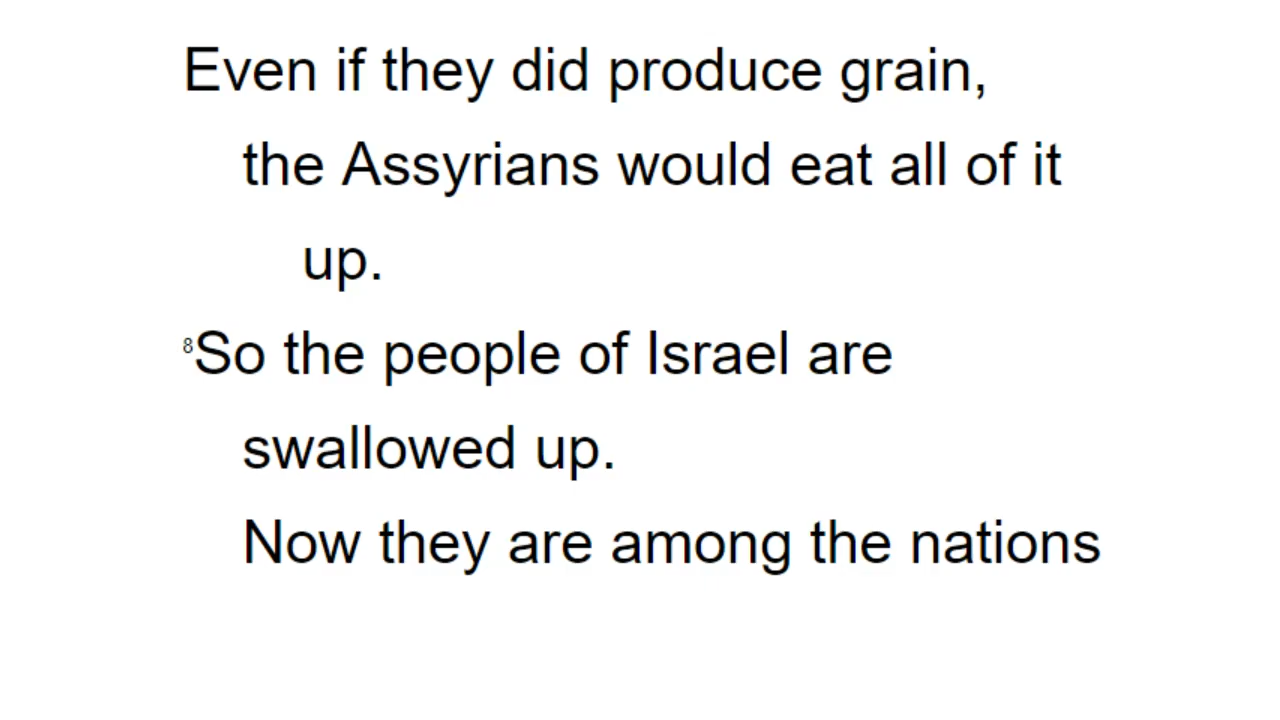 Even if they did produce grain,
the Assyrians would eat all of it
up.
8So the people of Israel are
swallowed up.
Now they are among the nations